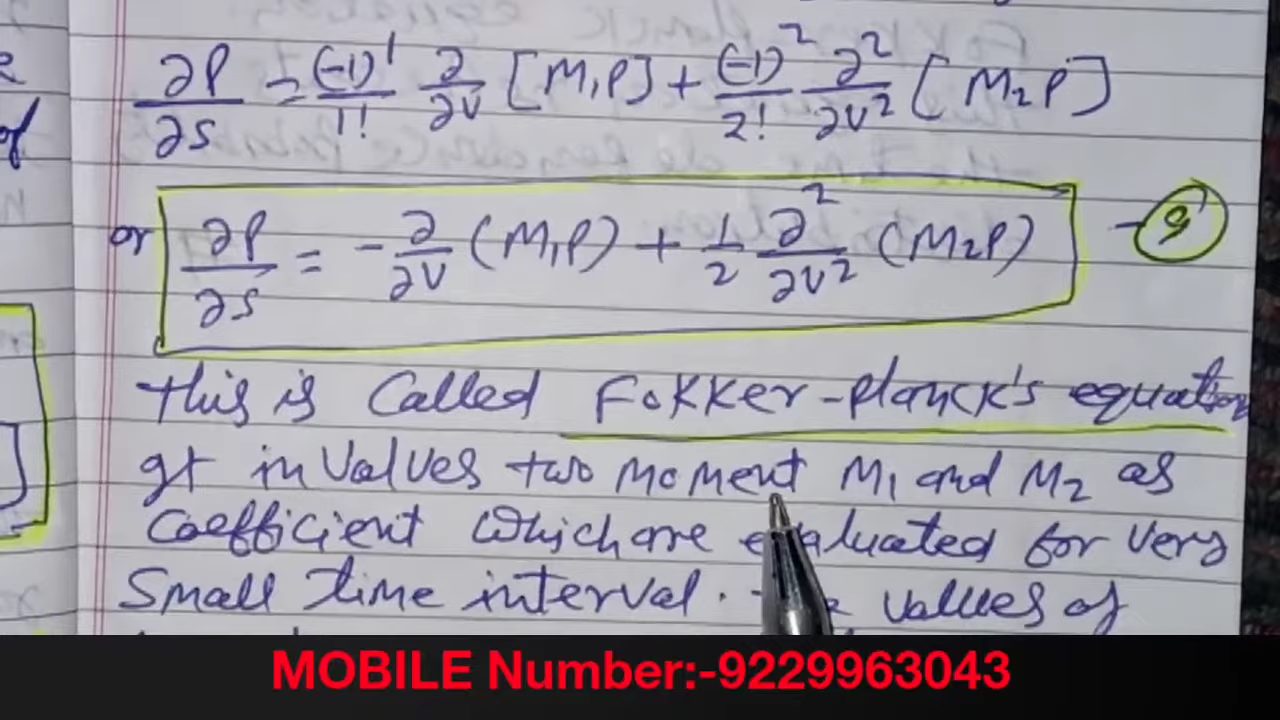 ∂P/∂s = (-1)¹/1! ∂/∂v [M₁P] + (-1)²/2! ∂²/∂v² [M₂P]
or ∂P/∂s = -∂/∂v (M₁P) + 1/2 ∂²/∂v² (M₂P) - 9
This is Called Fokker-Planck's equation
It invalves two moment M₁ and M₂ as
Coefficient which are evaluated for very
Small time interval. values of
MOBILE Number:-9229963043